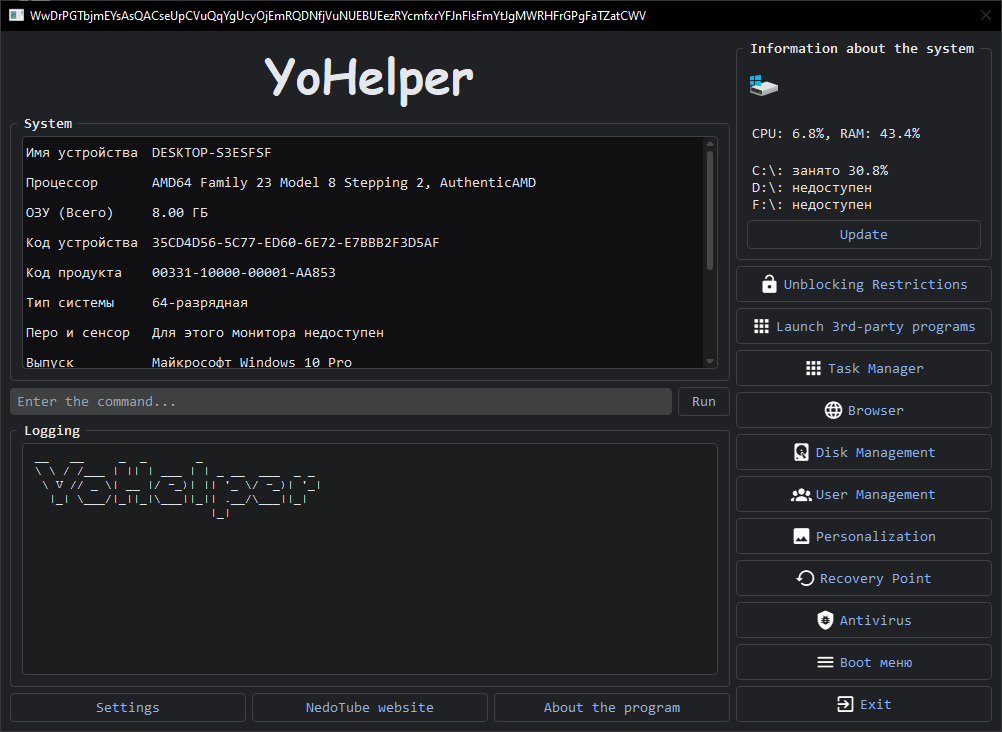 WwDrPGTbjmEYsAsQACseUpCVuQqYgUcyOjEmRQDNfjVuNUEBUEezRYcmfxrYFJnFlsFmYtJgMWRHFrGPgFaTZatCWV
YoHelper
System
Имя устройства DESKTOP-S3ESFSF
Процессор AMD64 Family 23 Model 8 Stepping 2, AuthenticAMD
ОЗУ (Всего) 8.00 ГБ
Код устройства 35CD4D56-5C77-ED60-6E72-E7BBB2F3D5AF
Код продукта 00331-10000-00001-AA853
Тип системы 64-разрядная
Перо и сенсор Для этого монитора недоступен
Выпуск Майкрософт Windows 10 Pro
Enter the command...
Run
Logging
YoHelper
Settings
NedoTube website
About the program
Information about the system
CPU: 6.8%, RAM: 43.4%
C:\: занято 30.8%
D:\: недоступен
F:\: недоступен
Update
Unblocking Restrictions
Launch 3rd-party programs
Task Manager
Browser
Disk Management
User Management
Personalization
Recovery Point
Antivirus
Boot меню
Exit